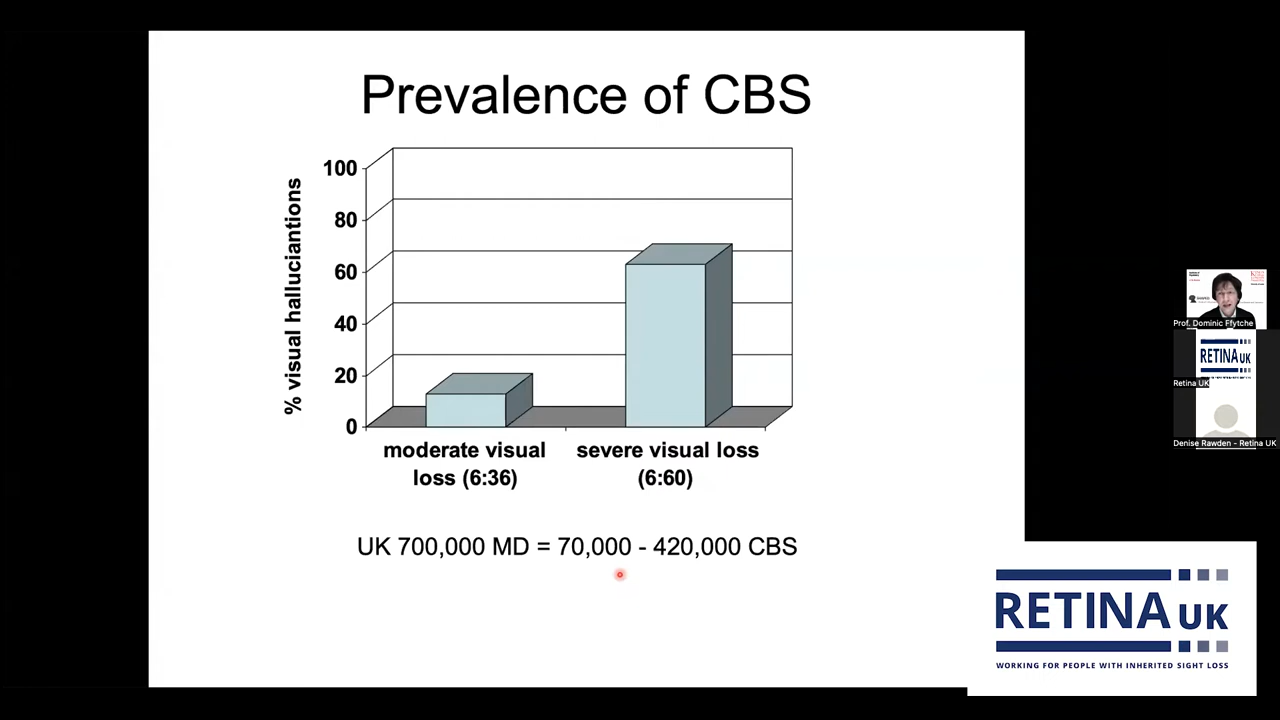 Prevalence of CBS
% visual halluciantions
100
80
60
40
20
0
moderate visual
loss (6:36)
severe visual loss
(6:60)
UK 700,000 MD = 70,000 - 420,000 CBS
Prof. Dominic Ffytche
RETINA UK
Retina UK
Denise Rawden - Retina UK
RETINA UK
WORKING FOR PEOPLE WITH INHERITED SIGHT LOSS